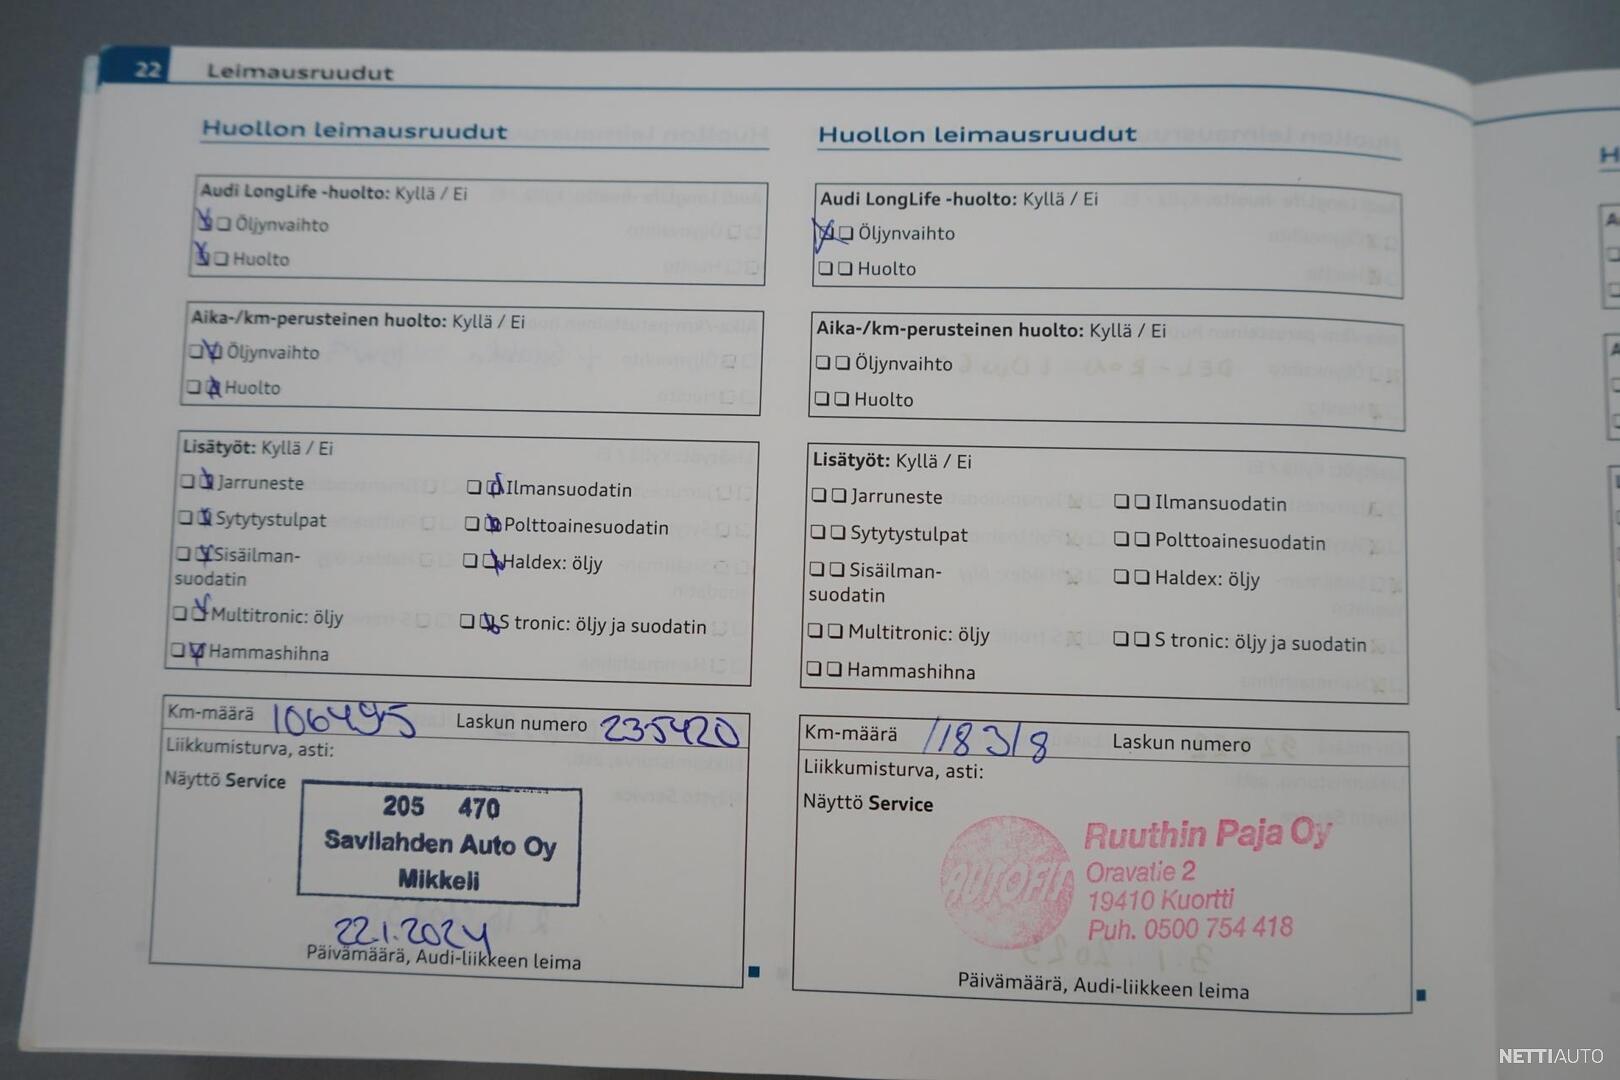 22 Leimausruudut
Huollon leimausruudut
Audi LongLife -huolto: Kyllä / Ei
Öljynvaihto
Huolto
Aika-/km-perusteinen huolto: Kyllä / Ei
Öljynvaihto
Huolto
Lisätyöt: Kyllä / Ei
Jarruneste
Ilmansuodatin
Sytytystulpat
Polttoainesuodatin
Sisäilman-
suodatin
Haldex: öljy
Multitronic: öljy
S tronic: öljy ja suodatin
Hammashihna
Km-määrä 106495 Laskun numero 235420
Liikkumisturva, asti:
Näyttö Service
205 470
Savilahden Auto Oy
Mikkeli
22.1.2024
Päivämäärä, Audi-liikkeen leima
Huollon leimausruudut
Audi LongLife -huolto: Kyllä / Ei
Öljynvaihto
Huolto
Aika-/km-perusteinen huolto: Kyllä / Ei
Öljynvaihto
Huolto
Lisätyöt: Kyllä / Ei
Jarruneste
Ilmansuodatin
Sytytystulpat
Polttoainesuodatin
Sisäilman-
suodatin
Haldex: öljy
Multitronic: öljy
S tronic: öljy ja suodatin
Hammashihna
Km-määrä 118318 Laskun numero
Liikkumisturva, asti:
Näyttö Service
AUTOFIT
Ruuthin Paja Oy
Oravatie 2
19410 Kuortti
Puh. 0500 754 418
Päivämäärä, Audi-liikkeen leima
NETTIAUTO